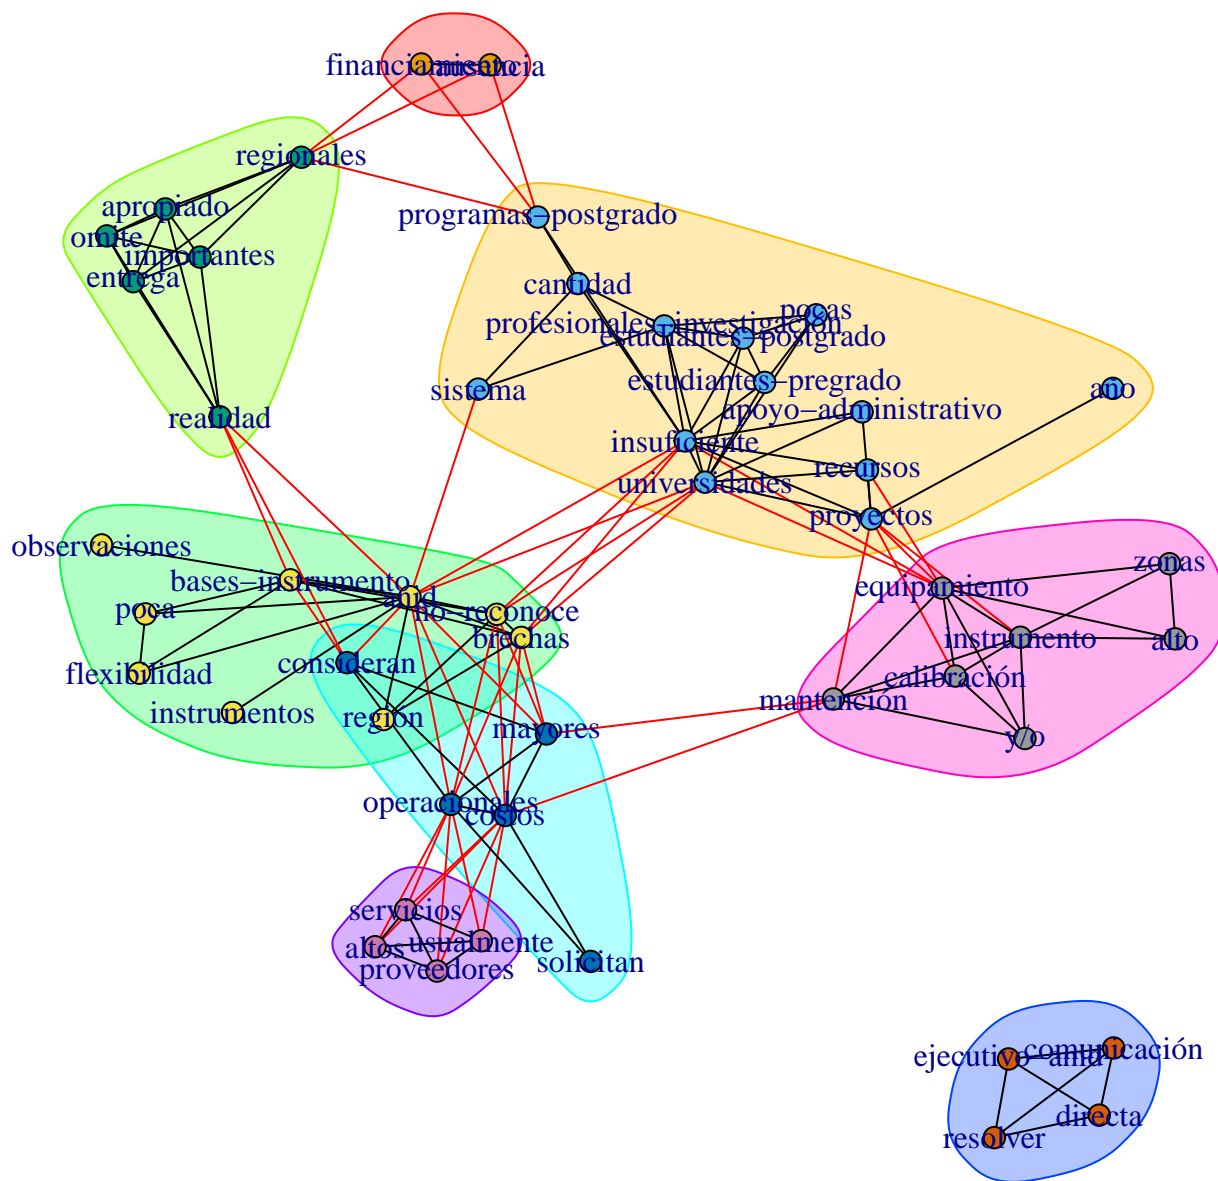 financiamiento
ausencia
regionales
apropiado
programas-postgrado
omite
importantes
entrega
cantidad
pocas
profesionales-investigación
estudiantes-postgrado
estudiantes-pregrado
sistema
ano
apoyo-administrativo
realidad
insuficiente
recursos
universidades
proyectos
observaciones
zonas
bases-instrumento
equipamiento
anid
poca
no-reconoce
brechas
instrumento
alto
consideran
flexibilidad
calibración
mantención
instrumentos
region
mayores
y/o
operacionales
costos
servicios
altos
usualmente
proveedores
solicitan
ejecutivo-anid
comunicación
directa
resolver